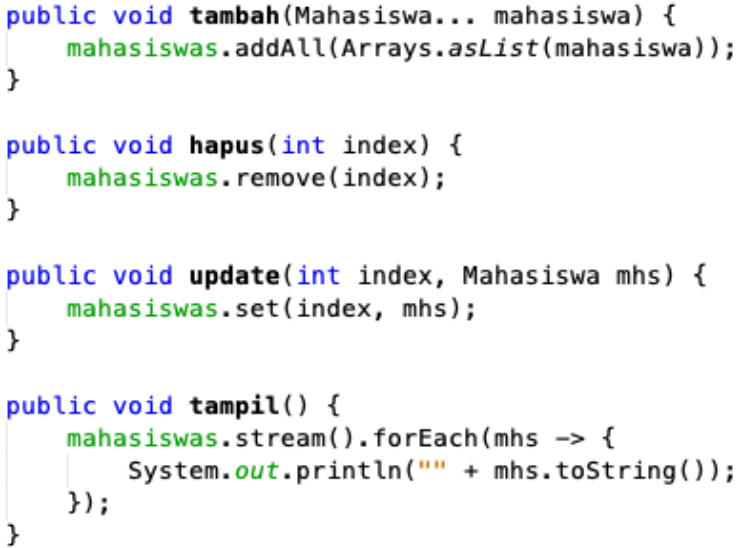 public void tambah(Mahasiswa... mahasiswa) {
    mahasiswas.addAll(Arrays.asList(mahasiswa));
}

public void hapus(int index) {
    mahasiswas.remove(index);
}

public void update(int index, Mahasiswa mhs) {
    mahasiswas.set(index, mhs);
}

public void tampil() {
    mahasiswas.stream().forEach(mhs -> {
        System.out.println("" + mhs.toString());
    });
}